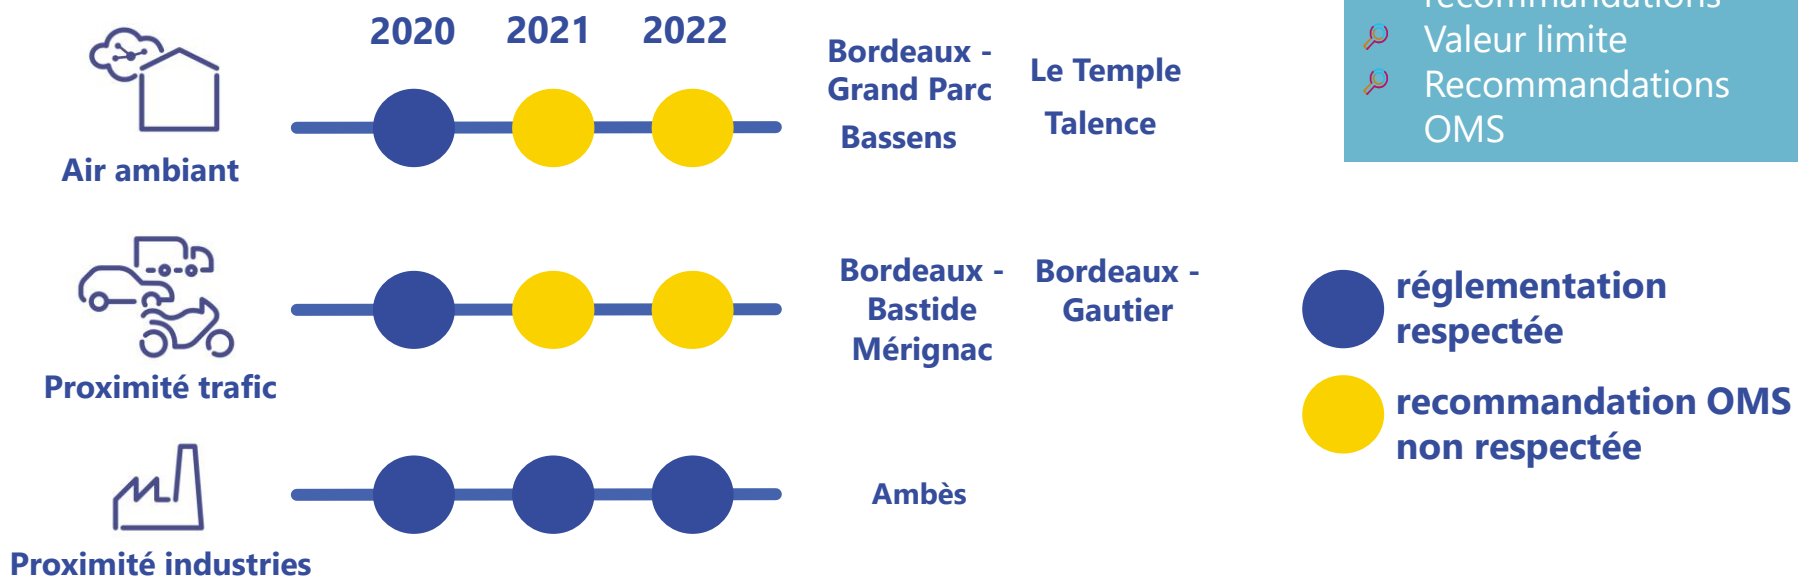 2020 2021 2022
Bordeaux -
Grand Parc
Bassens
Le Temple
Talence
Air ambiant
recommandations
Valeur limite
Recommandations
OMS
Bordeaux -
Bastide
Mérignac
Bordeaux -
Gautier
Proximité trafic
réglementation
respectée
recommandation OMS
non respectée
Ambès
Proximité industries